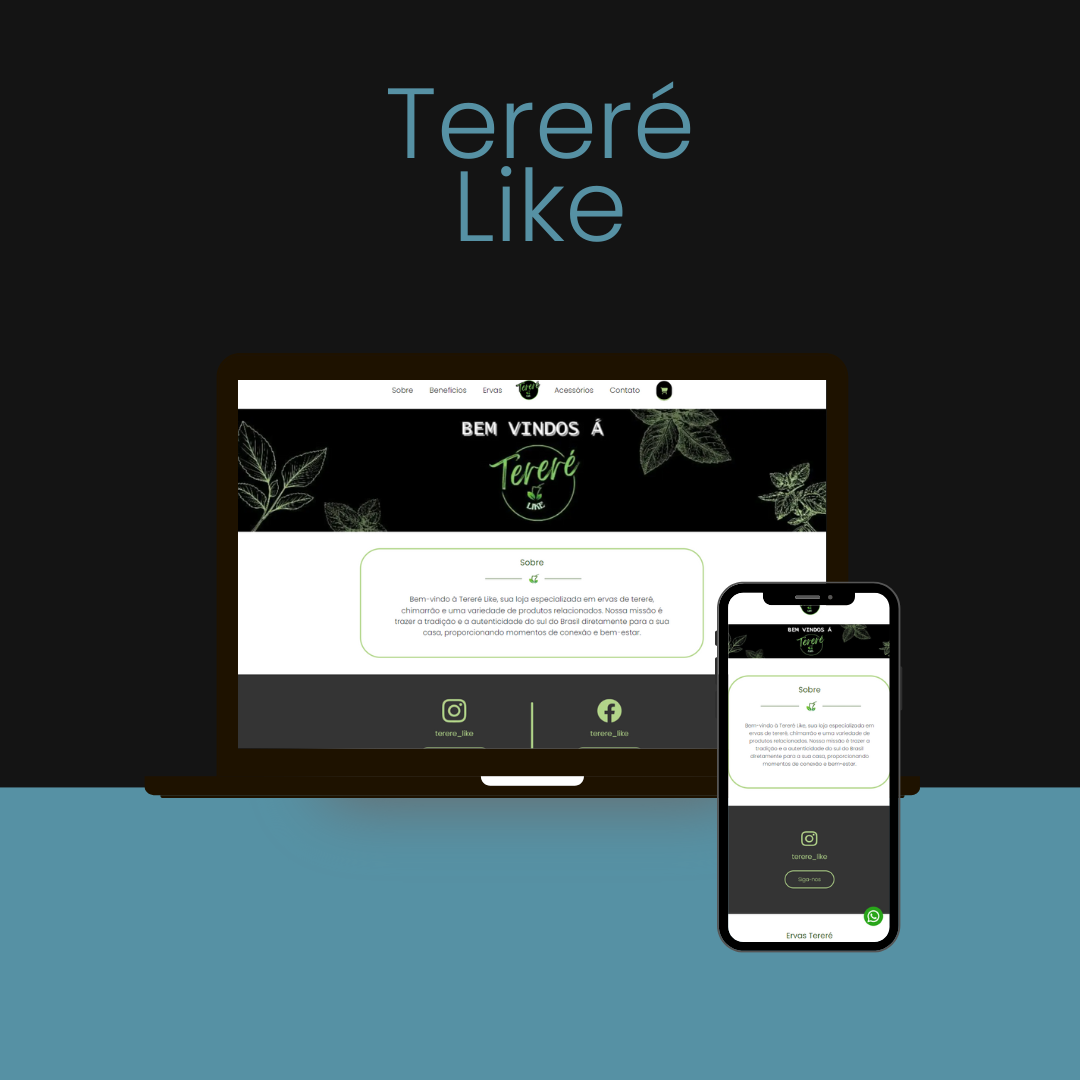 Tereré
Like
Sobre Benefícios Ervas Tereré LIKE Acessórios Contato
BEM VINDOS Á
Tereré
LIKE
Sobre
Bem-vindo à Tereré Like, sua loja especializada em ervas de tereré,
chimarrão e uma variedade de produtos relacionados. Nossa missão é
trazer a tradição e a autenticidade do sul do Brasil diretamente para a sua
casa, proporcionando momentos de conexão e bem-estar.
terere_like terere_like
BEM VINDOS Á
Tereré
LIKE
Sobre
Bem-vindo à Tereré Like, sua loja especializada em
ervas de tereré, chimarrão e uma variedade de
produtos relacionados. Nossa missão é trazer a
tradição e a autenticidade do sul do Brasil
diretamente para a sua casa, proporcionando
momentos de conexão e bem-estar.
terere_like
Siga-nos
Ervas Tereré